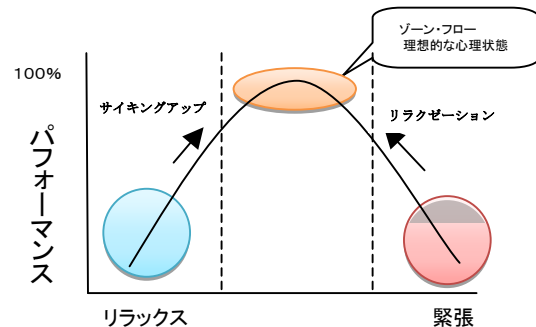 ゾーン・フロー
理想的な心理状態
100%
サイキングアップ
リラクゼーション
パフォーマンス
リラックス
緊張